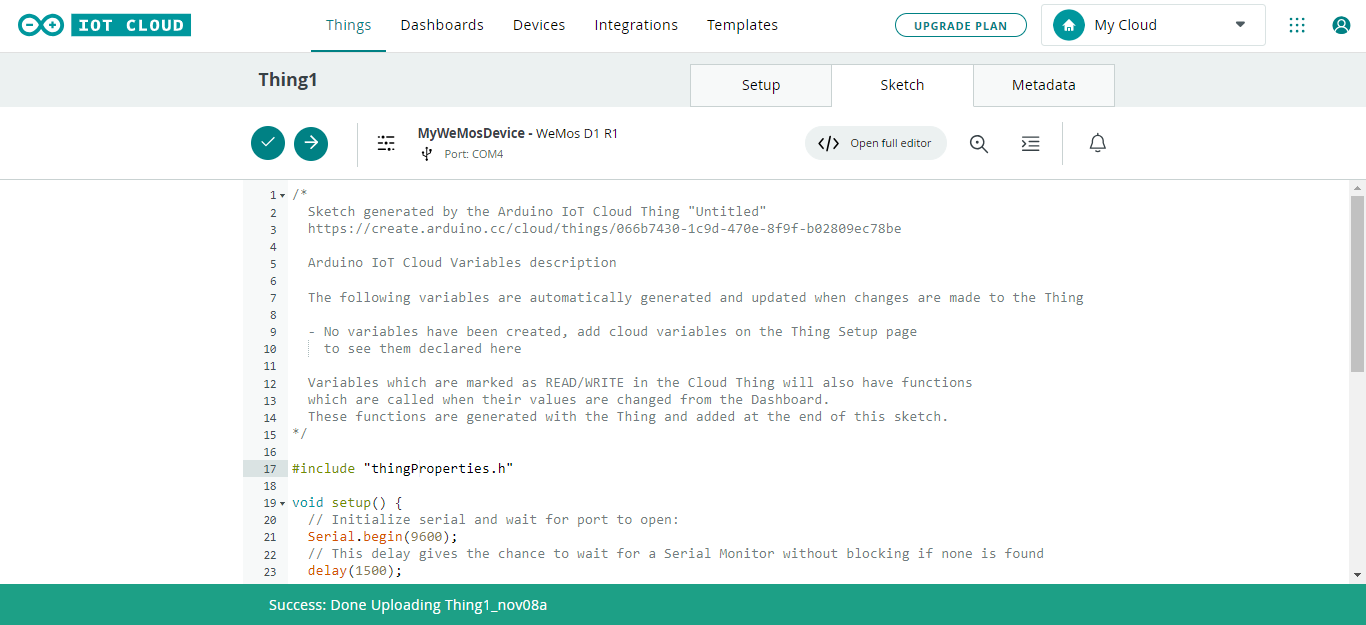 IOT CLOUD
Things Dashboards Devices Integrations Templates
UPGRADE PLAN
My Cloud
Thing1
Setup Sketch Metadata
MyWeMosDevice - WeMos D1 R1
Port: COM4
</> Open full editor
1 /*
2 Sketch generated by the Arduino IoT Cloud Thing "Untitled"
3 https://create.arduino.cc/cloud/things/066b7430-1c9d-470e-8f9f-b02809ec78be
4
5 Arduino IoT Cloud Variables description
6
7 The following variables are automatically generated and updated when changes are made to the Thing
8
9 - No variables have been created, add cloud variables on the Thing Setup page
10 to see them declared here
11
12 Variables which are marked as READ/WRITE in the Cloud Thing will also have functions
13 which are called when their values are changed from the Dashboard.
14 These functions are generated with the Thing and added at the end of this sketch.
15 */
16
17 #include "thingProperties.h"
18
19 void setup() {
20 // Initialize serial and wait for port to open:
21 Serial.begin(9600);
22 // This delay gives the chance to wait for a Serial Monitor without blocking if none is found
23 delay(1500);
Success: Done Uploading Thing1_nov08a